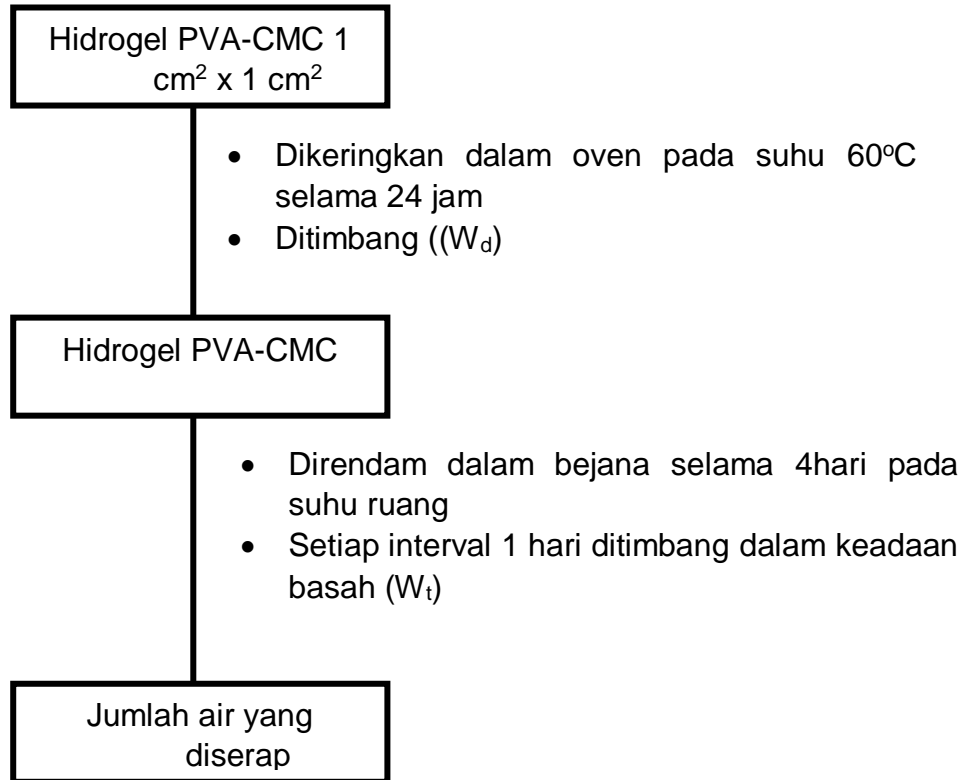 Hidrogel PVA-CMC 1
cm² x 1 cm²
• Dikeringkan dalam oven pada suhu 60ºC
selama 24 jam
• Ditimbang ((Wd)
Hidrogel PVA-CMC
• Direndam dalam bejana selama 4hari pada
suhu ruang
• Setiap interval 1 hari ditimbang dalam keadaan
basah (Wt)
Jumlah air yang
diserap